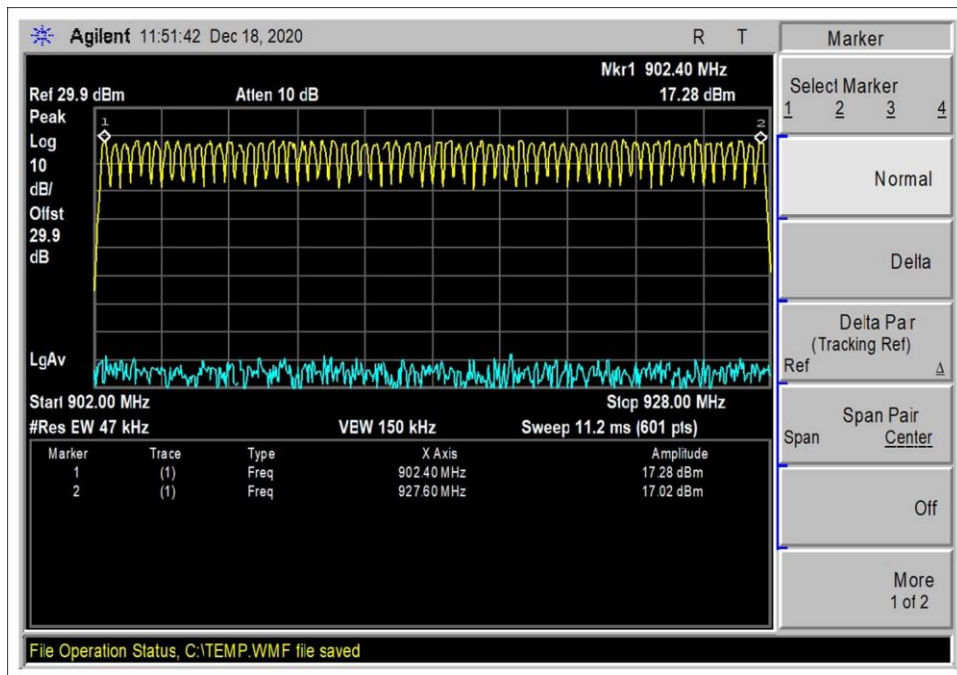 Agilent 11:51:42 Dec 18, 2020 R T
Mkr1 902.40 MHz
Ref 29.9 dBm Atten 10 dB 17.28 dBm
Peak
Log
10
dB/
Offst
29.9
dB
LgAv
1
2
Start 902.00 MHz Stop 928.00 MHz
#Res BW 47 kHz VBW 150 kHz Sweep 11.2 ms (601 pts)
Marker Trace Type X Axis Amplitude
1 (1) Freq 902.40 MHz 17.28 dBm
2 (1) Freq 927.60 MHz 17.02 dBm
File Operation Status, C:\TEMP.WMF file saved
Marker
Select Marker
1 2 3 4
Normal
Delta
Delta Pair
(Tracking Ref)
Ref Δ
Span Pair
Span Center
Off
More
1 of 2